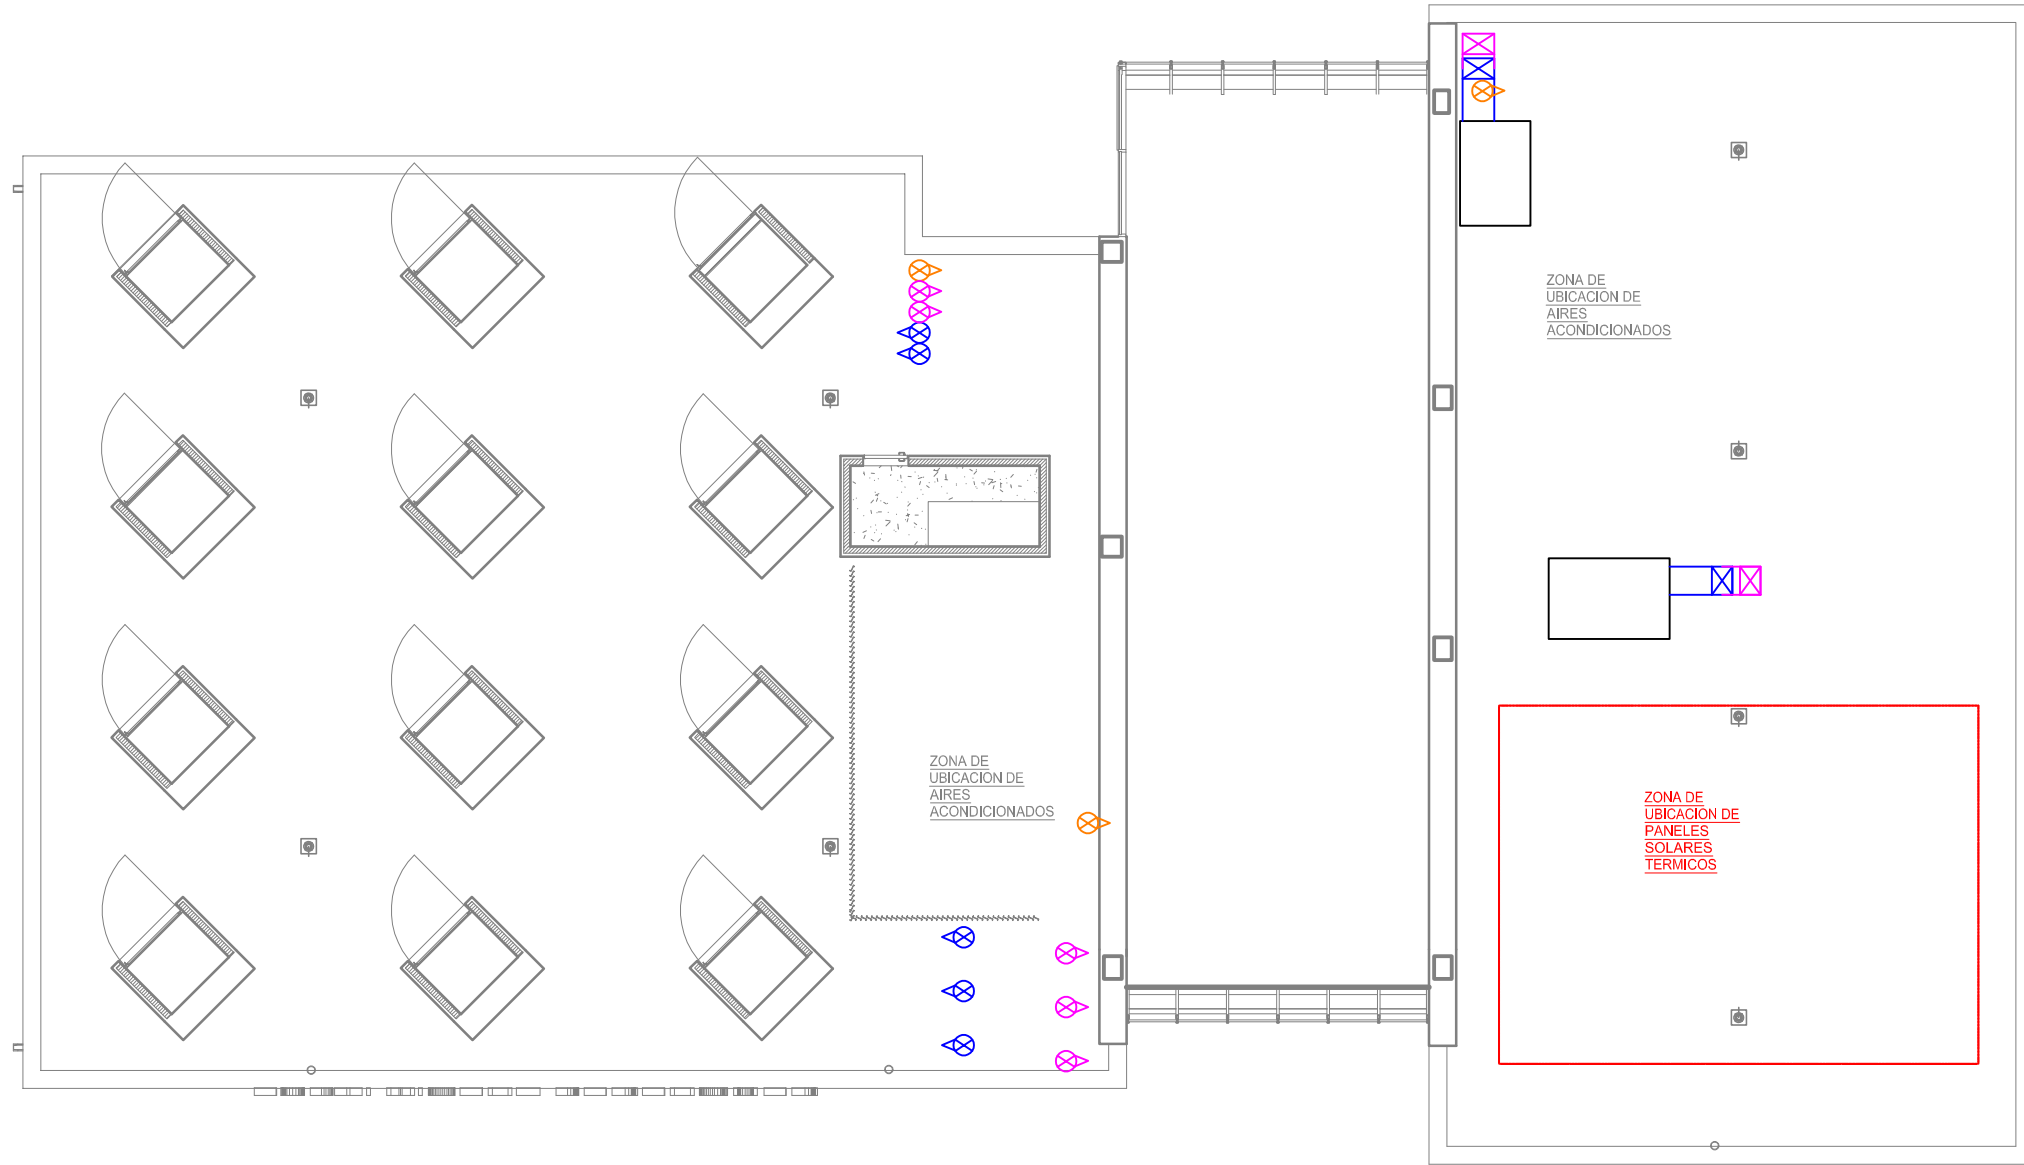 ZONA DE
UBICACION DE
AIRES
ACONDICIONADOS
ZONA DE
UBICACION DE
AIRES
ACONDICIONADOS
ZONA DE
UBICACION DE
PANELES
SOLARES
TERMICOS